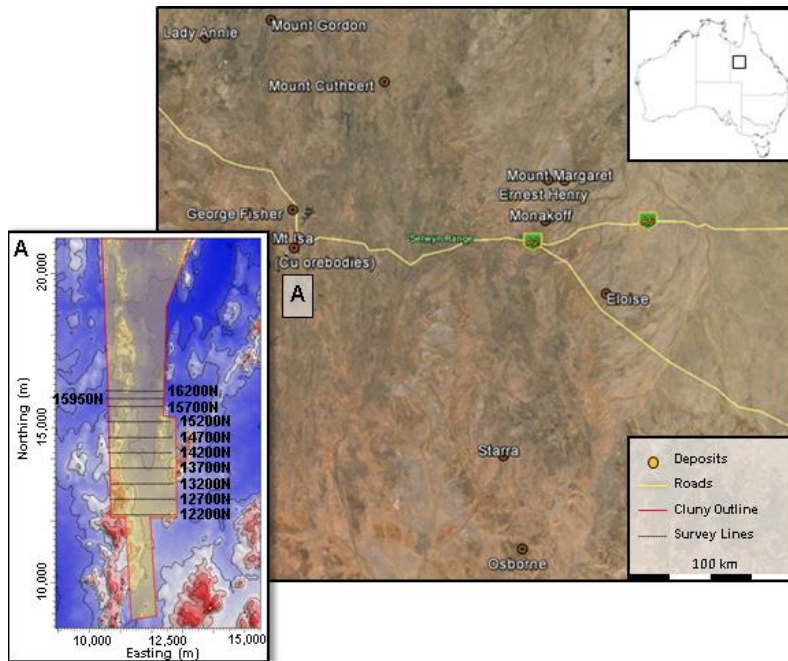 Lady Annie
Mount Gordon
Mount Cuthbert
Mount Margaret
Ernest Henry
Monakoff
George Fisher
Selwyn Range
Mt Isa
(Cu orebodies)
A
Eloise
Starra
Osborne
Deposits
Roads
Cluny Outline
Survey Lines
100 km
A
20,000
15,000
10,000
Northing (m)
16200N
15950N
15700N
15200N
14700N
14200N
13700N
13200N
12700N
12200N
10,000
12,500
15,000
Easting (m)